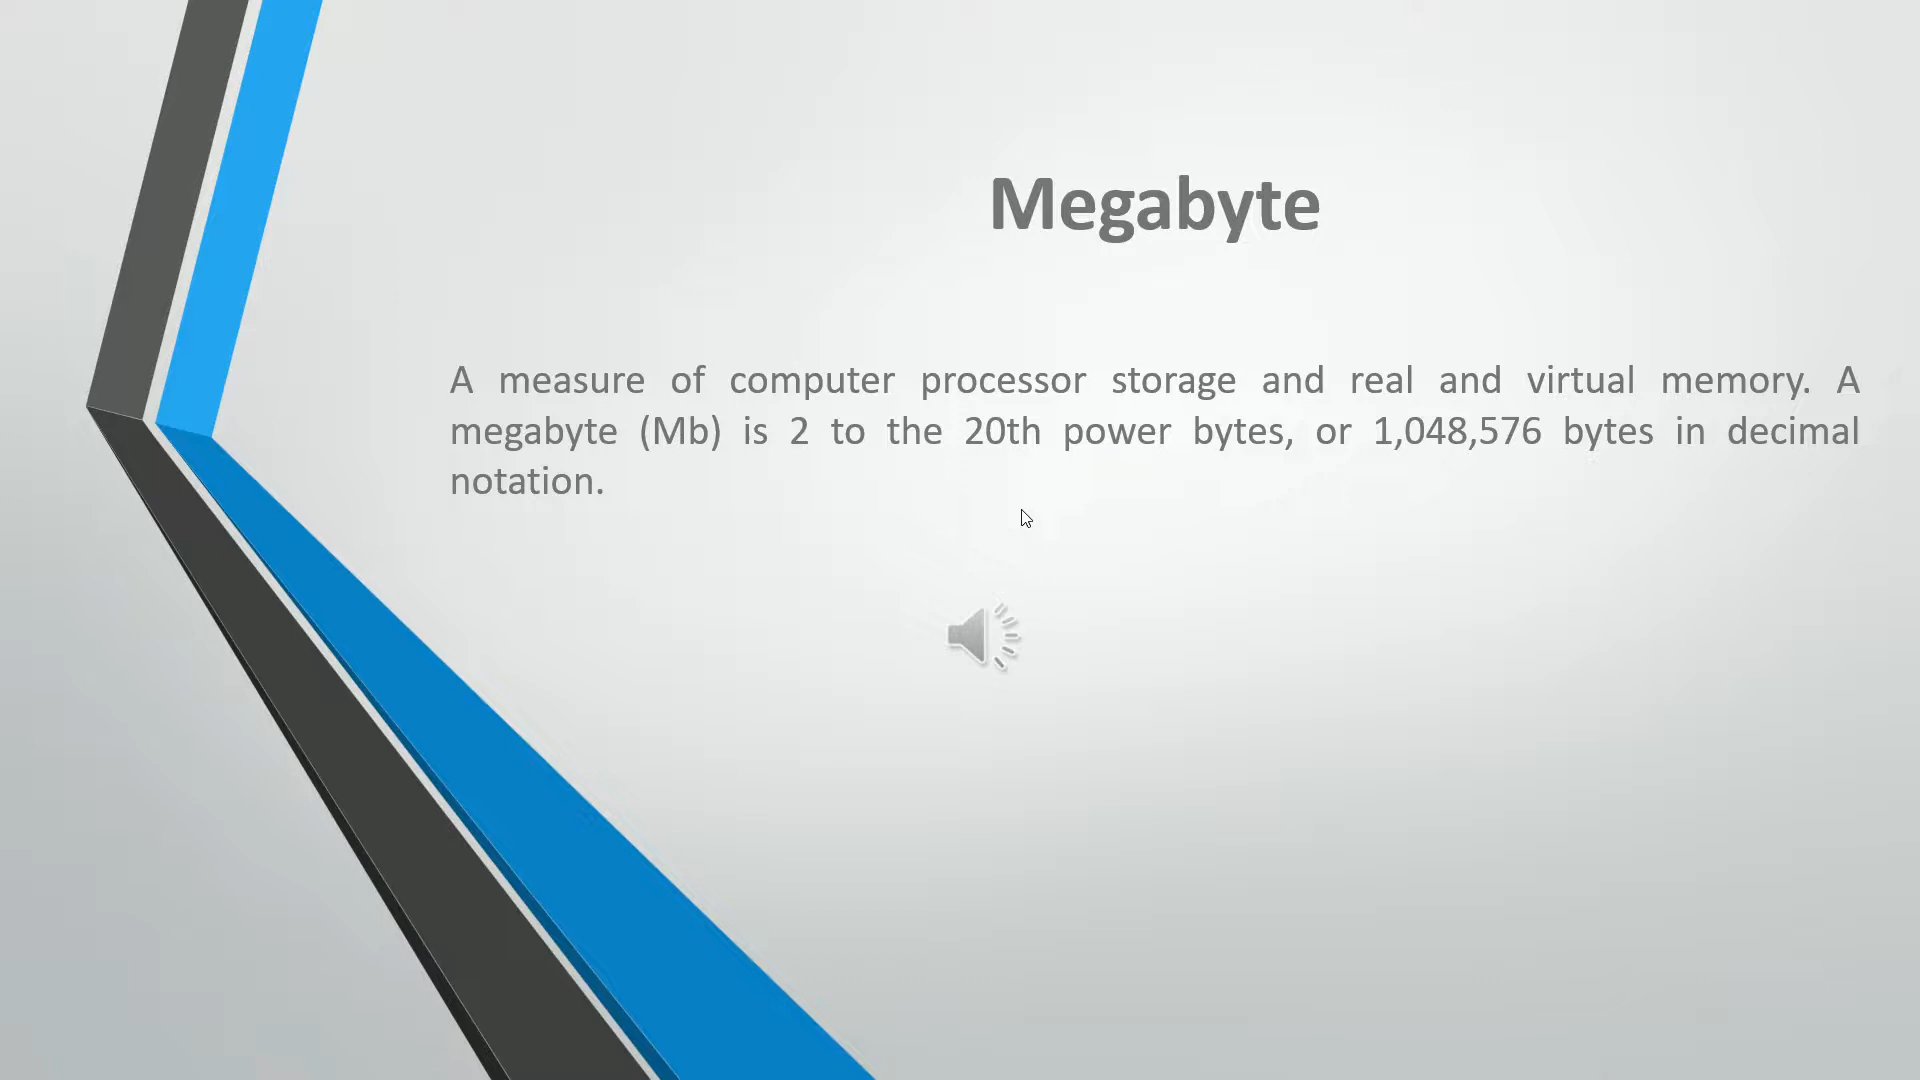 Megabyte
A measure of computer processor storage and real and virtual memory. A
megabyte (Mb) is 2 to the 20th power bytes, or 1,048,576 bytes in decimal
notation.